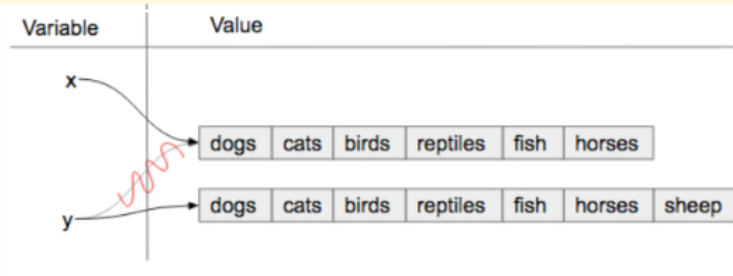 Variable Value
x
dogs cats birds reptiles fish horses
y
dogs cats birds reptiles fish horses sheep